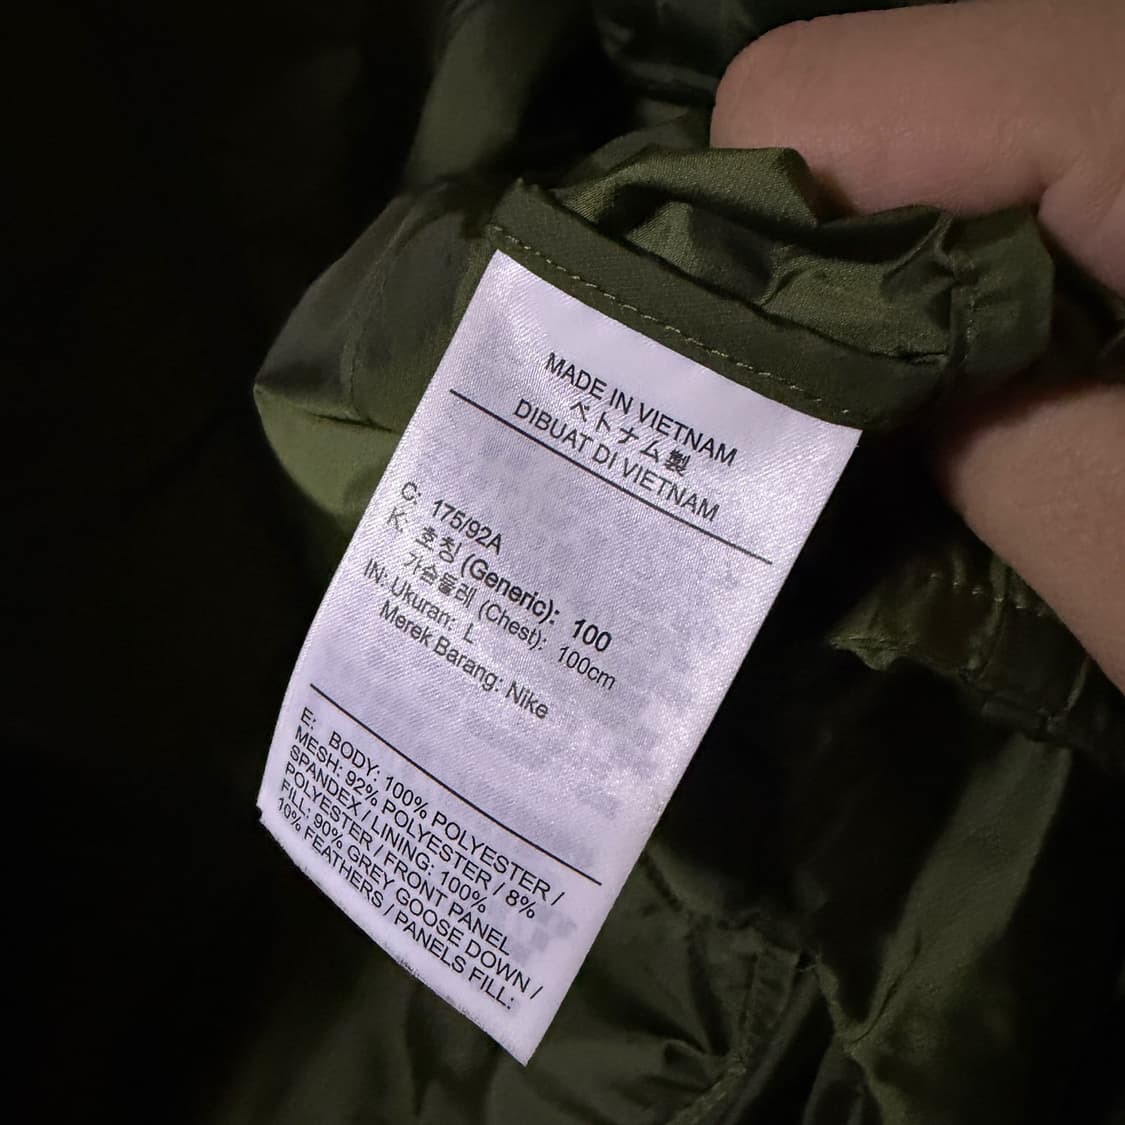 MADE IN VIETNAM
ベトナム製
DIBUAT DI VIETNAM
C: 175/92A
K: 호칭 (Generic): 100
가슴둘레 (Chest): 100cm
IN: Ukuran: L
Merek Barang: Nike
E: BODY: 100% POLYESTER /
MESH: 92% POLYESTER / 8%
SPANDEX / LINING: 100%
POLYESTER / FRONT PANEL
FILL: 90% GREY GOOSE DOWN /
10% FEATHERS / PANELS FILL: